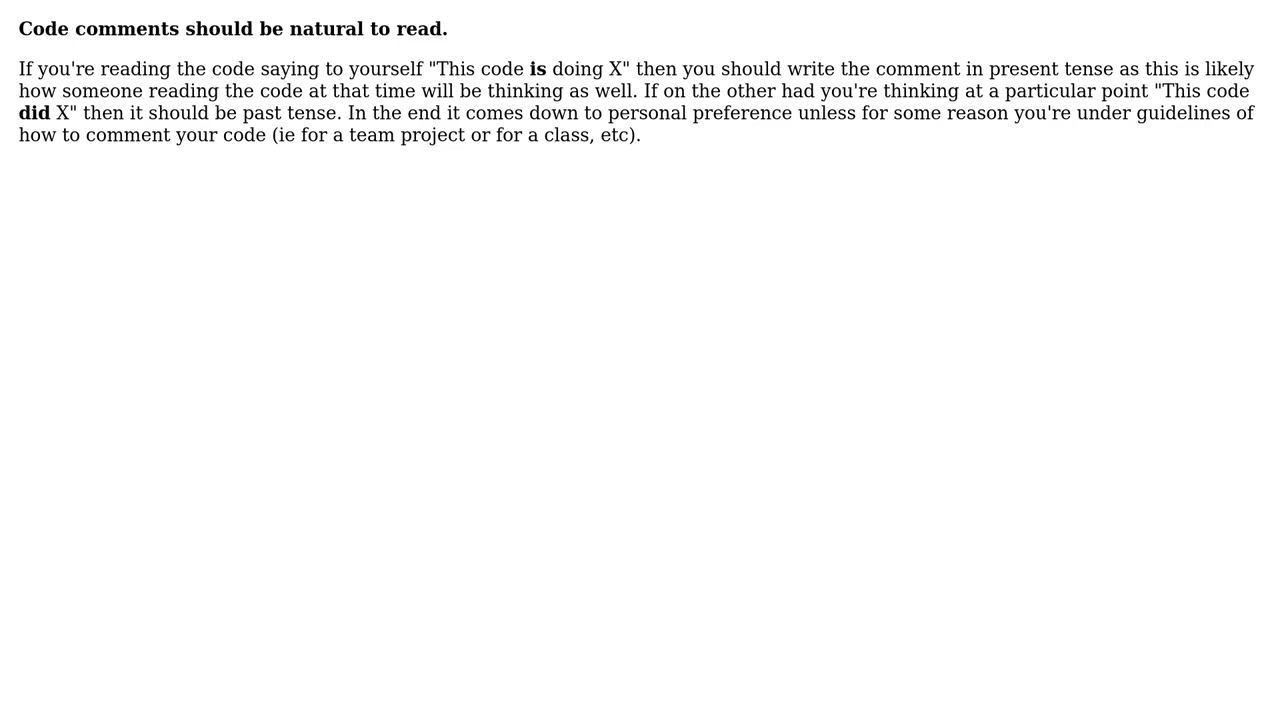 Code comments should be natural to read.
If you're reading the code saying to yourself "This code is doing X" then you should write the comment in present tense as this is likely
how someone reading the code at that time will be thinking as well. If on the other had you're thinking at a particular point "This code
did X" then it should be past tense. In the end it comes down to personal preference unless for some reason you're under guidelines of
how to comment your code (ie for a team project or for a class, etc).